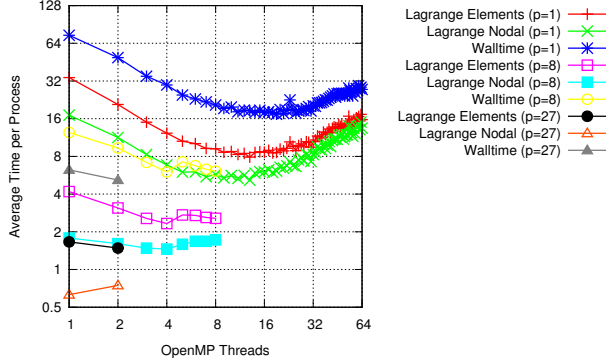 128
64
32
16
8
4
2
1
0.5
Average Time per Process
1 2 4 8 16 32 64
OpenMP Threads
Lagrange Elements (p=1)
Lagrange Nodal (p=1)
Walltime (p=1)
Lagrange Elements (p=8)
Lagrange Nodal (p=8)
Walltime (p=8)
Lagrange Elements (p=27)
Lagrange Nodal (p=27)
Walltime (p=27)